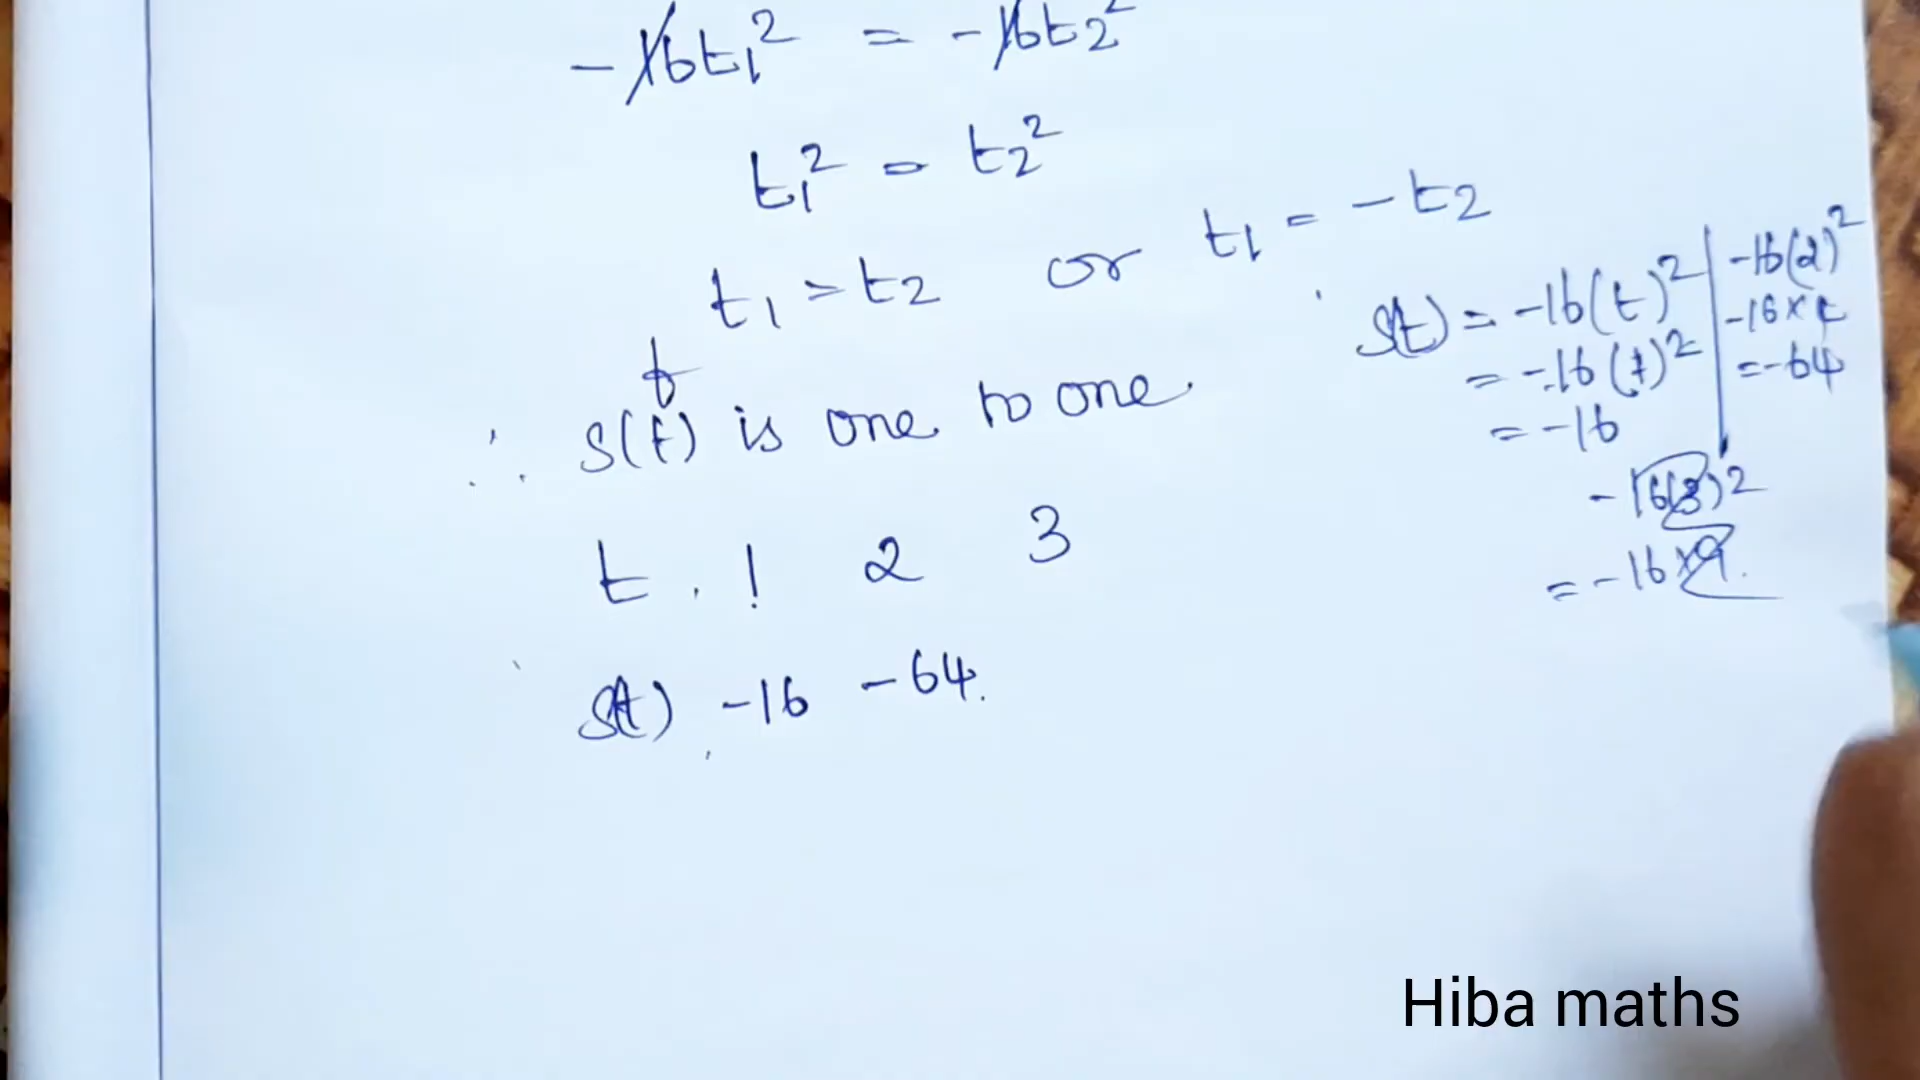 -16t₁² = -16t₂²
t₁² = t₂²
t₁ = t₂ or t₁ = -t₂
∴ S(t) is one to one.
t 1 2 3
S(t) -16 -64.
S(t) = -16(t)²
= -16(1)²
= -16
-16(2)²
-16×4
= -64
-16(3)²
= -16×9.
Hiba maths